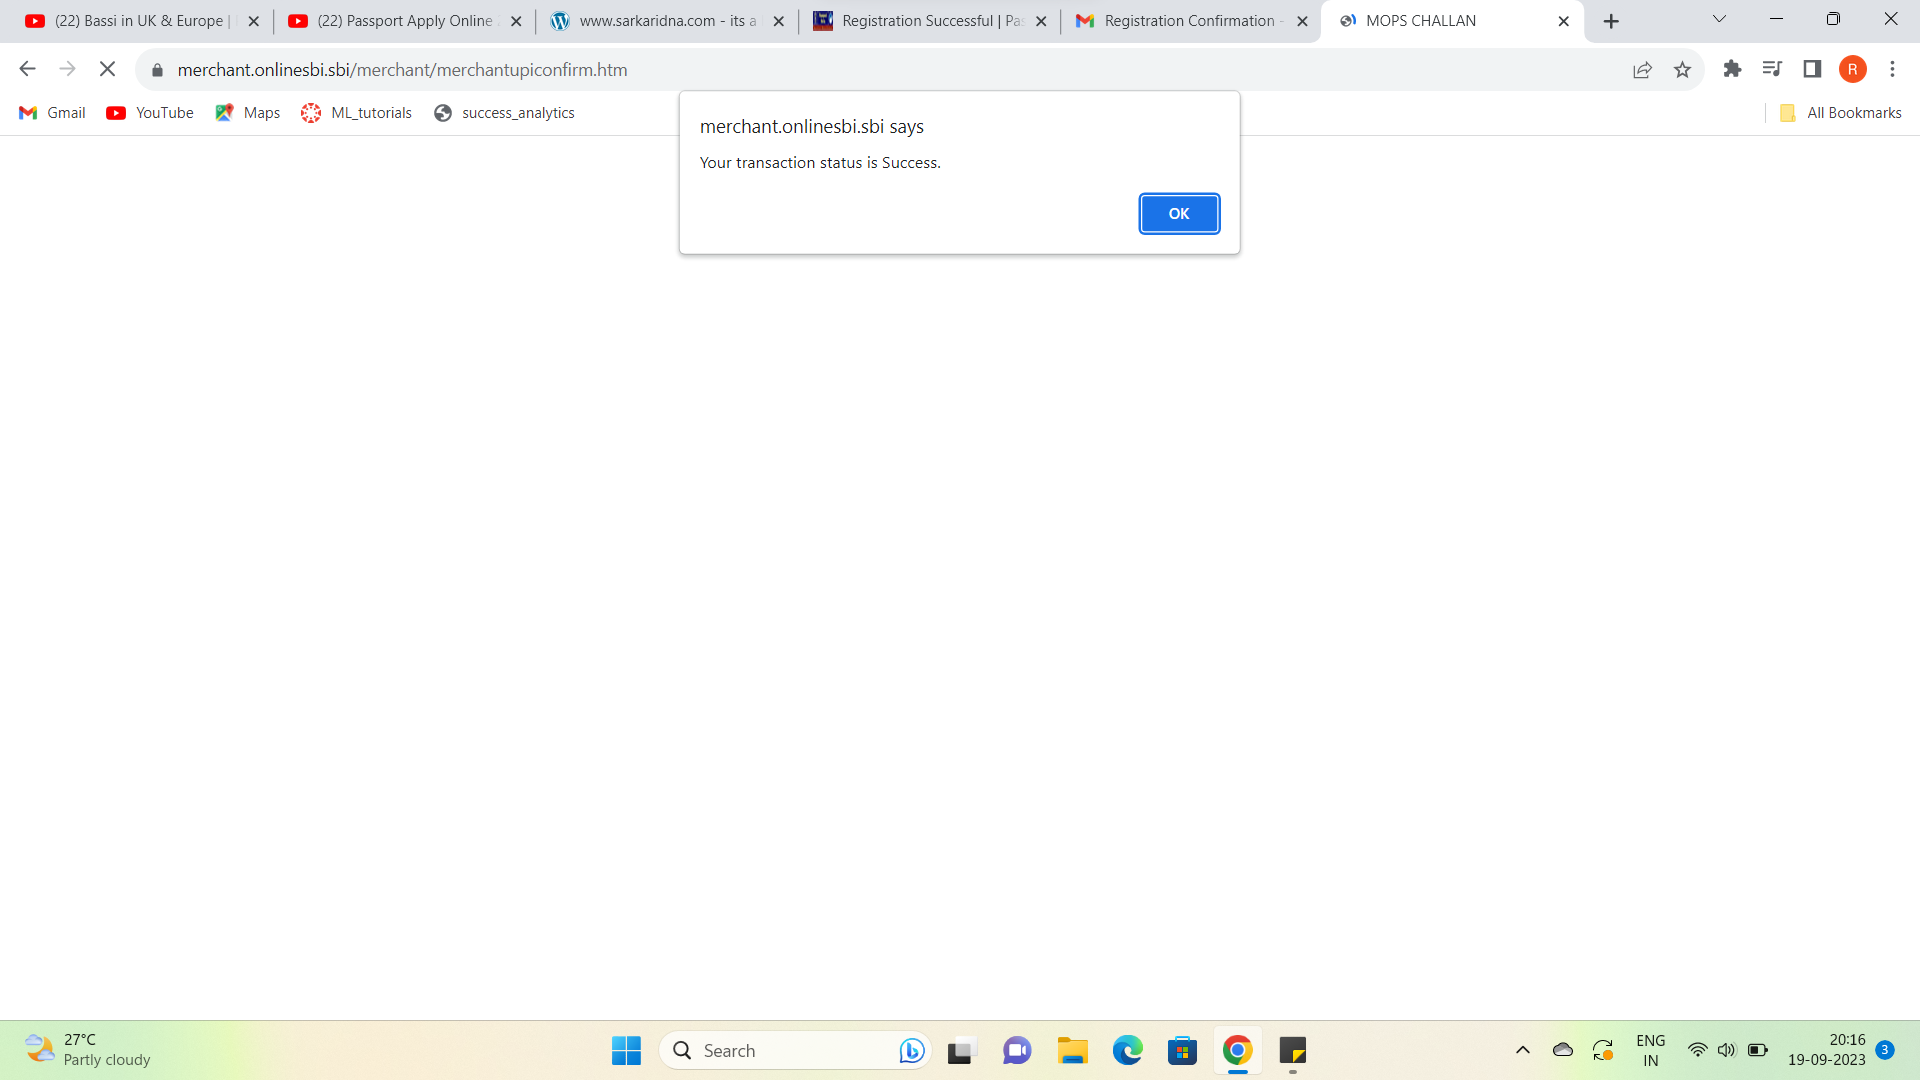 (22) Bassi in UK & Europe |
(22) Passport Apply Online
www.sarkaridna.com - its a
Registration Successful | Pas
Registration Confirmation -
MOPS CHALLAN
merchant.onlinesbi.sbi/merchant/merchantupiconfirm.htm
R
Gmail
YouTube
Maps
ML_tutorials
success_analytics
All Bookmarks
merchant.onlinesbi.sbi says
Your transaction status is Success.
OK
27°C
Partly cloudy
Search
ENG
IN
20:16
19-09-2023
3